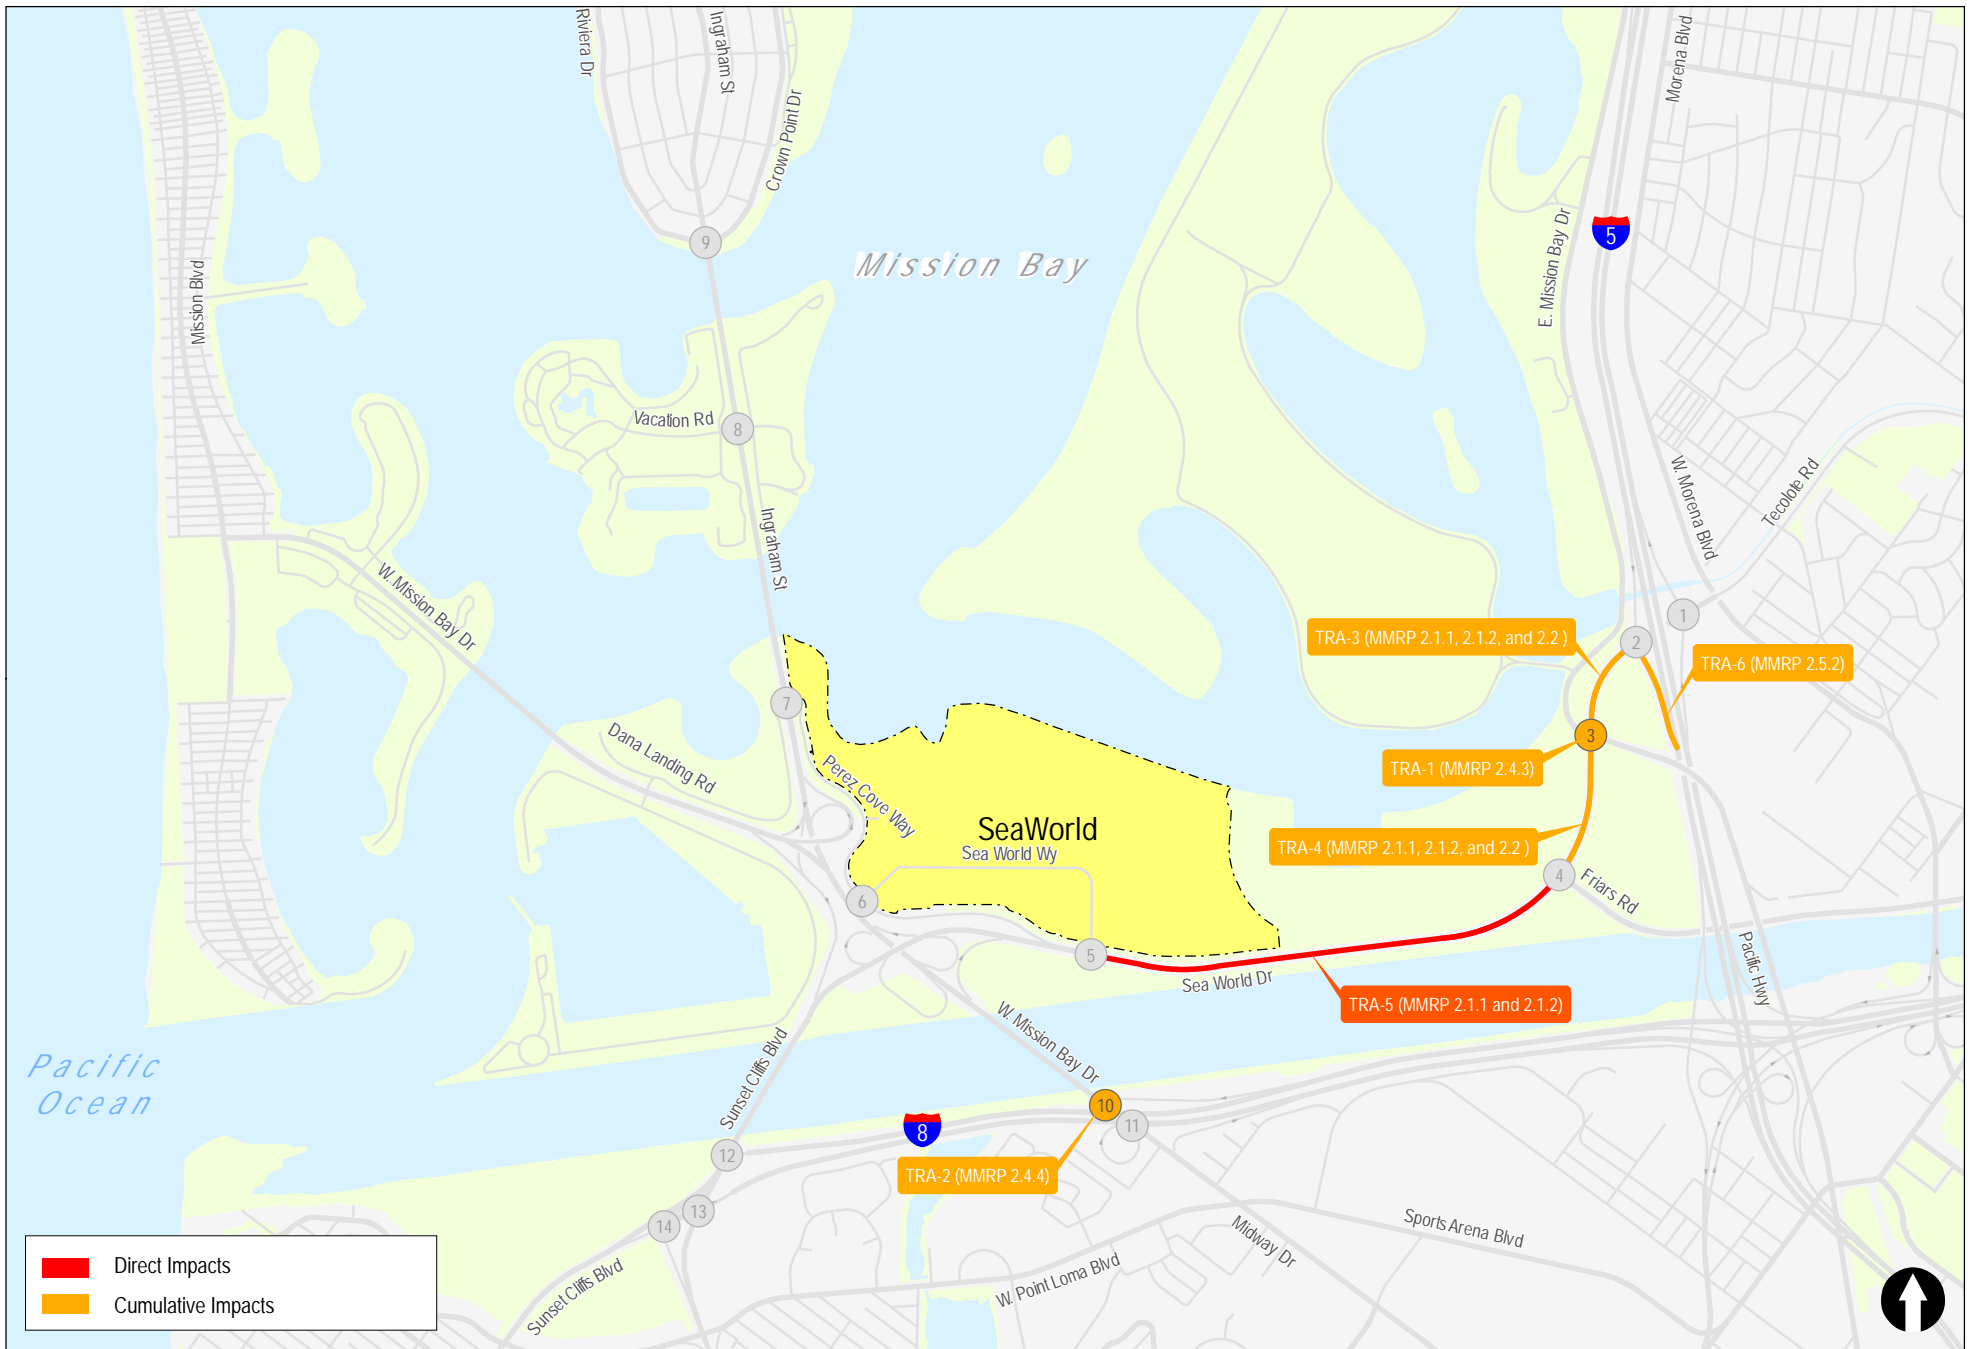 Riviera Dr
Ingraham St
Crown Point Dr
Morena Blvd
9
5
Mission Bay
E. Mission Bay Dr
Mission Blvd
Vacation Rd
8
W. Morena Blvd
Tecolote Rd
Ingraham St
W. Mission Bay Dr
1
TRA-3 (MMRP 2.1.1, 2.1.2, and 2.2 )
2
TRA-6 (MMRP 2.5.2)
7
3
Dana Landing Rd
TRA-1 (MMRP 2.4.3)
Perez Cove Way
SeaWorld
Sea World Wy
TRA-4 (MMRP 2.1.1, 2.1.2, and 2.2 )
4
Friars Rd
6
5
Sea World Dr
Pacific Hwy
TRA-5 (MMRP 2.1.1 and 2.1.2)
W. Mission Bay Dr
Sunset Cliffs Blvd
Pacific
Ocean
10
11
8
12
TRA-2 (MMRP 2.4.4)
13
14
Sports Arena Blvd
Midway Dr
W. Point Loma Blvd
Sunset Cliffs Blvd
Direct Impacts
Cumulative Impacts